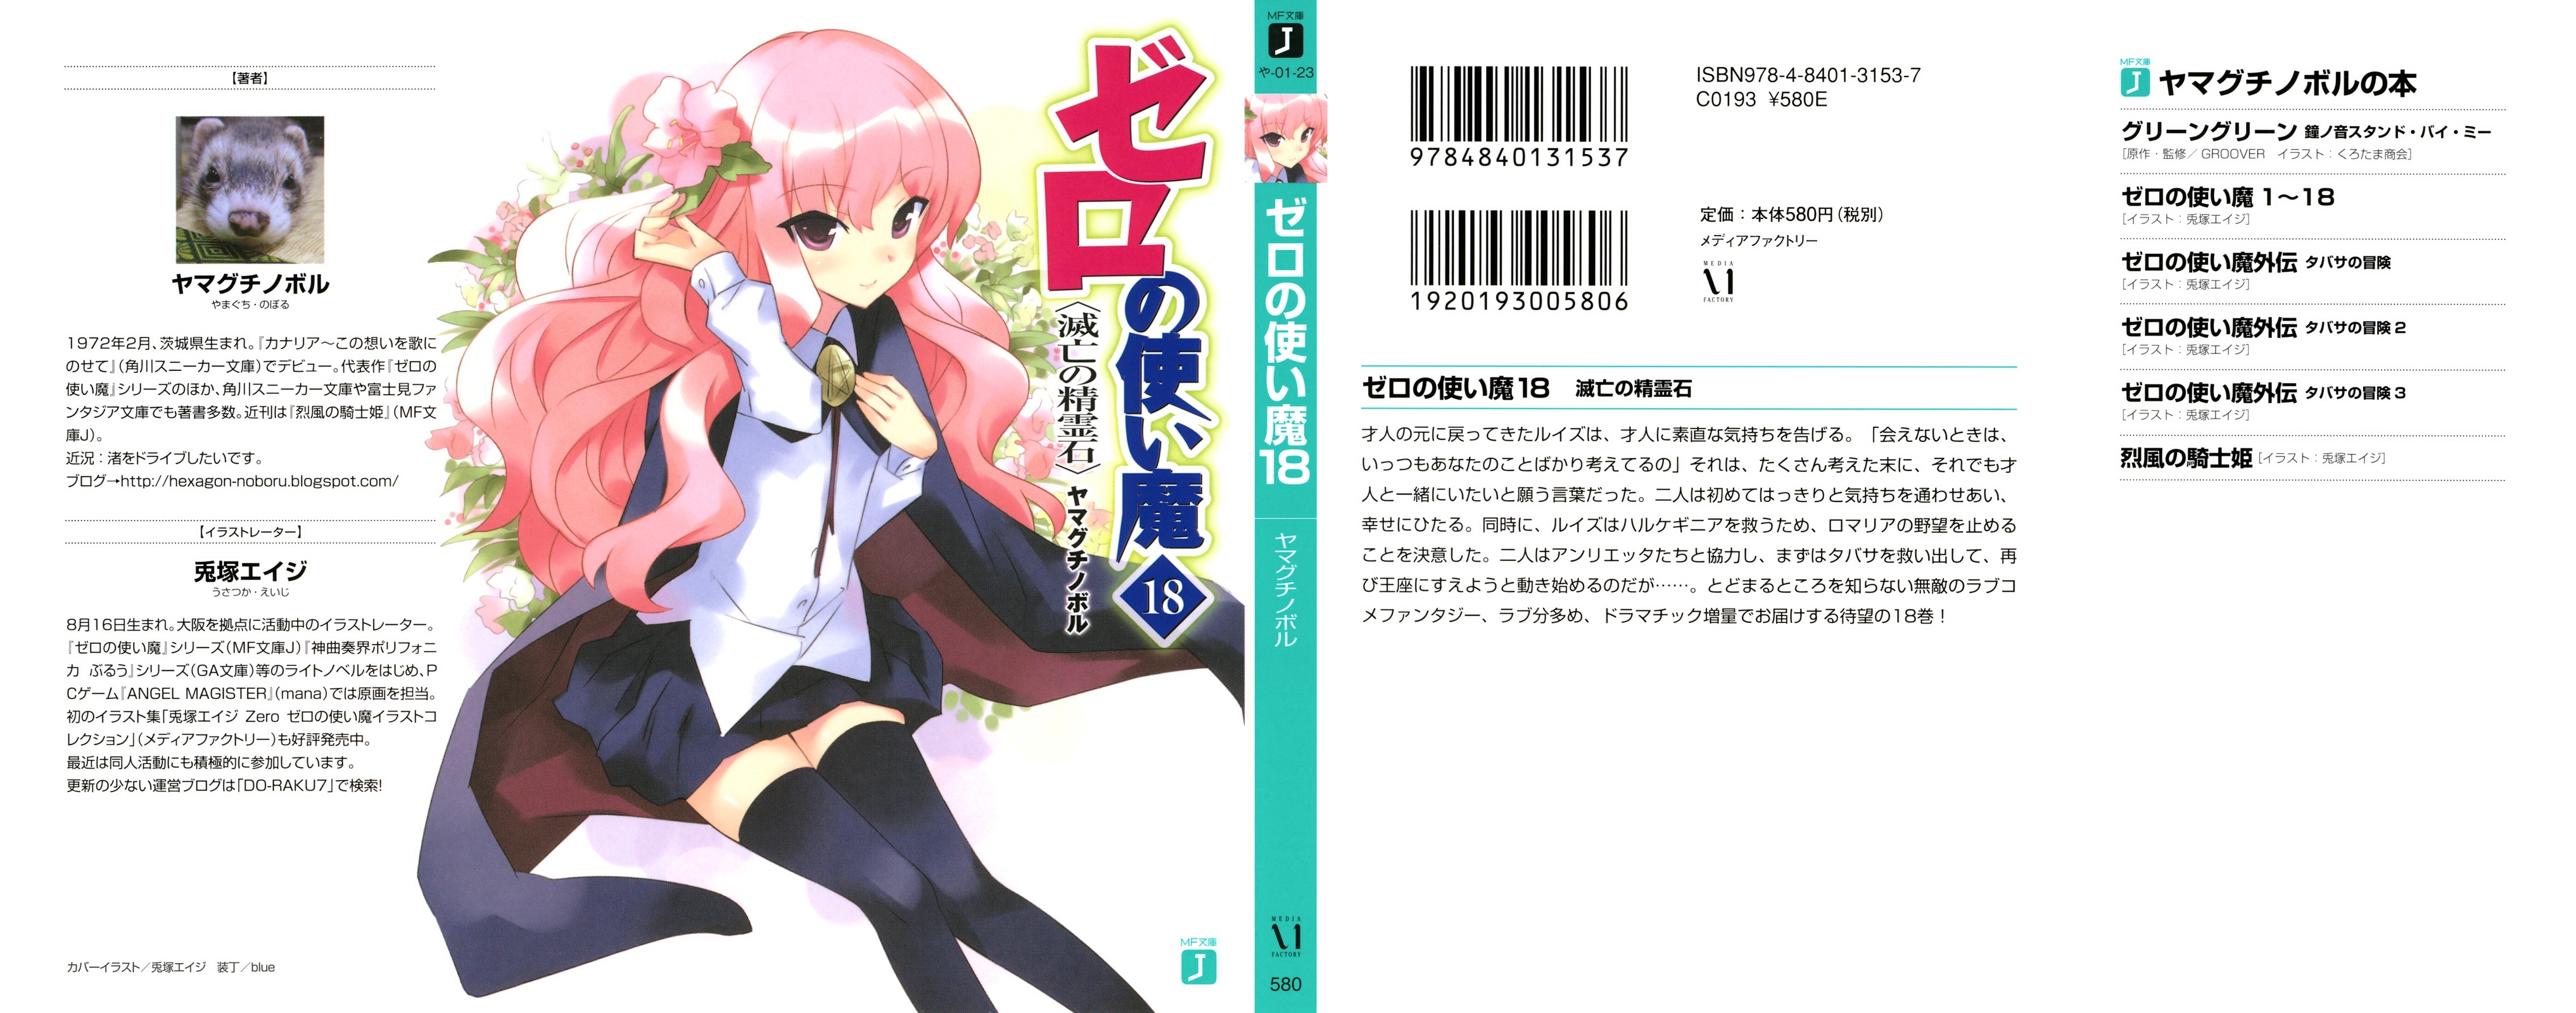 【著者】
ヤマグチノボル
やまぐち・のぼる
1972年2月、茨城県生まれ。『カナリア〜この想いを歌に
のせて』(角川スニーカー文庫)でデビュー。代表作『ゼロの
使い魔』シリーズのほか、角川スニーカー文庫や富士見ファ
ンタジア文庫でも著書多数。近刊は『烈風の騎士姫』(MF文
庫J)。
近況：渚をドライブしたいです。
ブログ→http://hexagon-noboru.blogspot.com/
【イラストレーター】
兎塚エイジ
うさつか・えいじ
8月16日生まれ。大阪を拠点に活動中のイラストレーター。
『ゼロの使い魔』シリーズ(MF文庫J)『神曲奏界ポリフォニ
カ ぶるう』シリーズ(GA文庫)等のライトノベルをはじめ、P
Cゲーム『ANGEL MAGISTER』(mana)では原画を担当。
初のイラスト集「兎塚エイジ Zero ゼロの使い魔イラストコ
レクション」(メディアファクトリー)も好評発売中。
最近は同人活動にも積極的に参加しています。
更新の少ない運営ブログは「DO-RAKU7」で検索!
カバーイラスト／兎塚エイジ 装丁／blue
ゼロの使い魔
18
〈滅亡の精霊石〉
ヤマグチノボル
MF文庫
J
MF文庫
J
や-01-23
ゼロの使い魔18
ヤマグチノボル
MEDIA
FACTORY
580
9784840131537
ISBN978-4-8401-3153-7
C0193 ¥580E
1920193005806
定価：本体580円(税別)
メディアファクトリー
MEDIA
FACTORY
ゼロの使い魔18 滅亡の精霊石
才人の元に戻ってきたルイズは、才人に素直な気持ちを告げる。「会えないときは、
いっつもあなたのことばかり考えてるの」それは、たくさん考えた末に、それでも才
人と一緒にいたいと願う言葉だった。二人は初めてはっきりと気持ちを通わせあい、
幸せにひたる。同時に、ルイズはハルケギニアを救うため、ロマリアの野望を止める
ことを決意した。二人はアンリエッタたちと協力し、まずはタバサを救い出して、再
び王座にすえようと動き始めるのだが……。とどまるところを知らない無敵のラブコ
メファンタジー、ラブ分多め、ドラマチック増量でお届けする待望の18巻！
MF文庫
J ヤマグチノボルの本
グリーングリーン 鐘ノ音スタンド・バイ・ミー
［原作・監修／GROOVER イラスト：くろたま商会］
ゼロの使い魔 1〜18
［イラスト：兎塚エイジ］
ゼロの使い魔外伝 タバサの冒険
［イラスト：兎塚エイジ］
ゼロの使い魔外伝 タバサの冒険 2
［イラスト：兎塚エイジ］
ゼロの使い魔外伝 タバサの冒険 3
［イラスト：兎塚エイジ］
烈風の騎士姫 ［イラスト：兎塚エイジ］